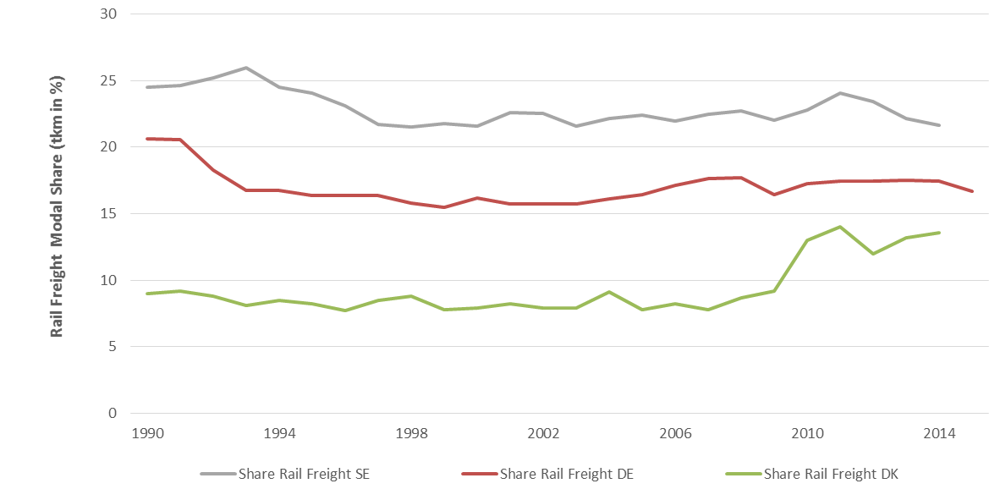 Rail Freight Modal Share (tkm in %)
30
25
20
15
10
5
0
1990 1994 1998 2002 2006 2010 2014
Share Rail Freight SE Share Rail Freight DE Share Rail Freight DK